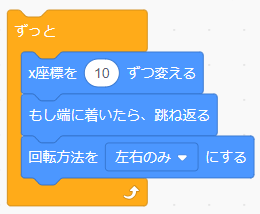 ずっと
x座標を 10 ずつ変える
もし端に着いたら、跳ね返る
回転方法を 左右のみ にする